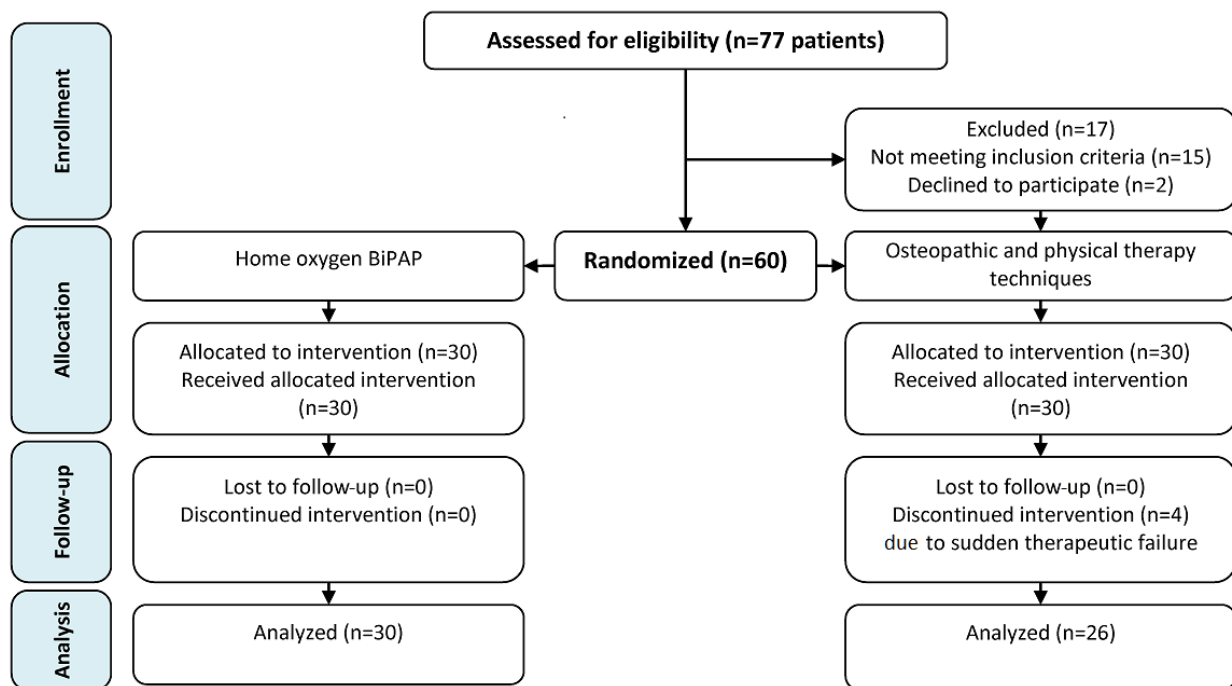 Assessed for eligibility (n=77 patients)
Enrollment
Excluded (n=17)
Not meeting inclusion criteria (n=15)
Declined to participate (n=2)
Allocation
Home oxygen BiPAP
Randomized (n=60)
Osteopathic and physical therapy
techniques
Allocated to intervention (n=30)
Received allocated intervention
(n=30)
Allocated to intervention (n=30)
Received allocated intervention
(n=30)
Follow-up
Lost to follow-up (n=0)
Discontinued intervention (n=0)
Lost to follow-up (n=0)
Discontinued intervention (n=4)
due to sudden therapeutic failure
Analysis
Analyzed (n=30)
Analyzed (n=26)